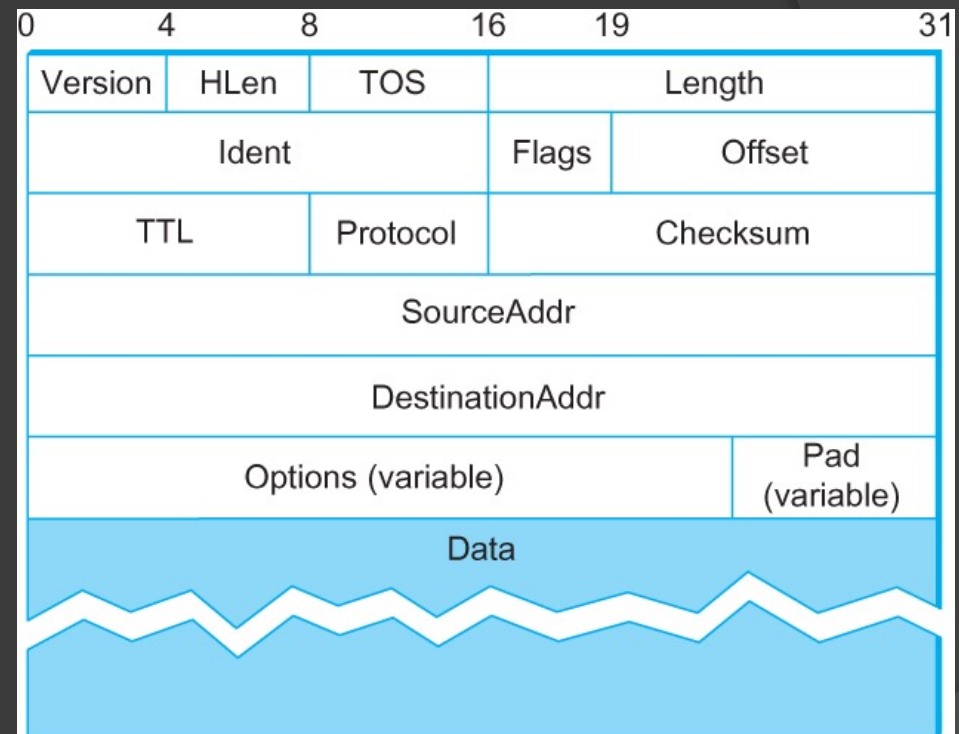 0 4 8 16 19 31
Version HLen TOS Length
Ident Flags Offset
TTL Protocol Checksum
SourceAddr
DestinationAddr
Options (variable) Pad
(variable)
Data